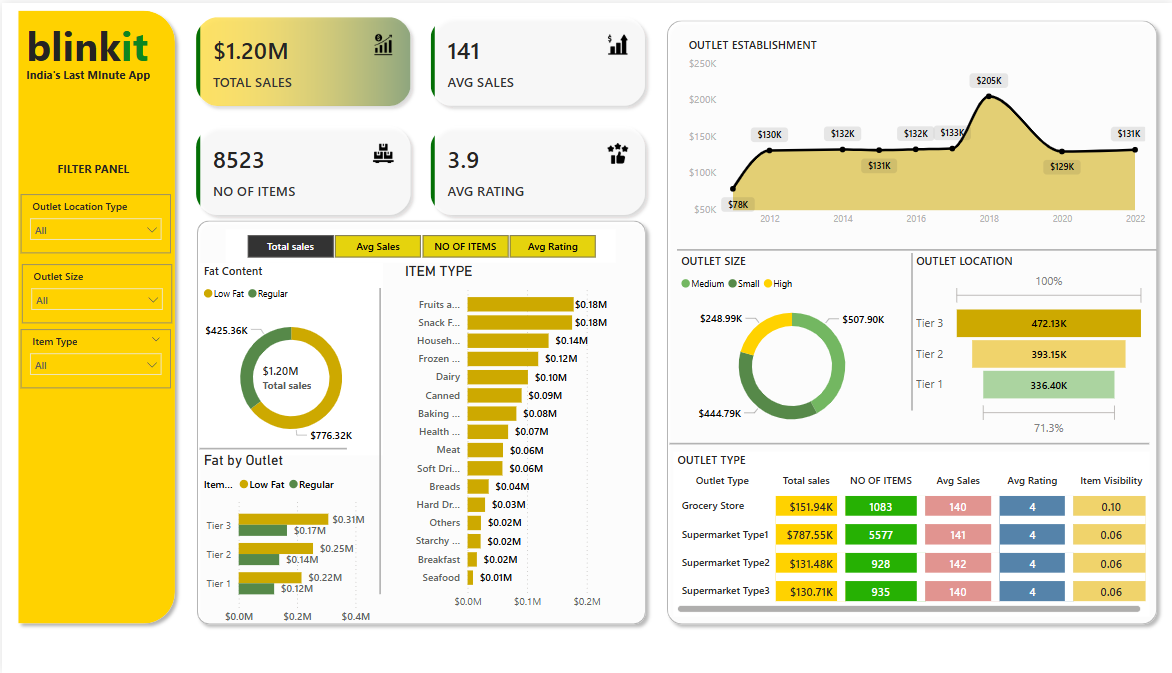 blinkit
India's Last MInute App
FILTER PANEL
Outlet Location Type
All
Outlet Size
All
Item Type
All
$1.20M
TOTAL SALES
141
AVG SALES
8523
NO OF ITEMS
3.9
AVG RATING
Total sales Avg Sales NO OF ITEMS Avg Rating
Fat Content
Low Fat Regular
$425.36K
$1.20M
Total sales
$776.32K
Fat by Outlet
Item... Low Fat Regular
Tier 3 $0.31M
$0.17M
Tier 2 $0.25M
$0.14M
Tier 1 $0.22M
$0.12M
$0.0M $0.2M $0.4M
ITEM TYPE
Fruits a... $0.18M
Snack F... $0.18M
Househ... $0.14M
Frozen ... $0.12M
Dairy $0.10M
Canned $0.09M
Baking ... $0.08M
Health ... $0.07M
Meat $0.06M
Soft Dri... $0.06M
Breads $0.04M
Hard Dr... $0.03M
Others $0.02M
Starchy ... $0.02M
Breakfast $0.02M
Seafood $0.01M
$0.0M $0.1M $0.2M
OUTLET ESTABLISHMENT
$250K
$200K
$150K
$100K
$50K
$78K $130K $132K $131K $132K $133K $205K $129K $131K
2012 2014 2016 2018 2020 2022
OUTLET SIZE
Medium Small High
$248.99K
$507.90K
$444.79K
OUTLET LOCATION
100%
Tier 3 472.13K
Tier 2 393.15K
Tier 1 336.40K
71.3%
OUTLET TYPE
Outlet Type Total sales NO OF ITEMS Avg Sales Avg Rating Item Visibility
Grocery Store $151.94K 1083 140 4 0.10
Supermarket Type1 $787.55K 5577 141 4 0.06
Supermarket Type2 $131.48K 928 142 4 0.06
Supermarket Type3 $130.71K 935 140 4 0.06